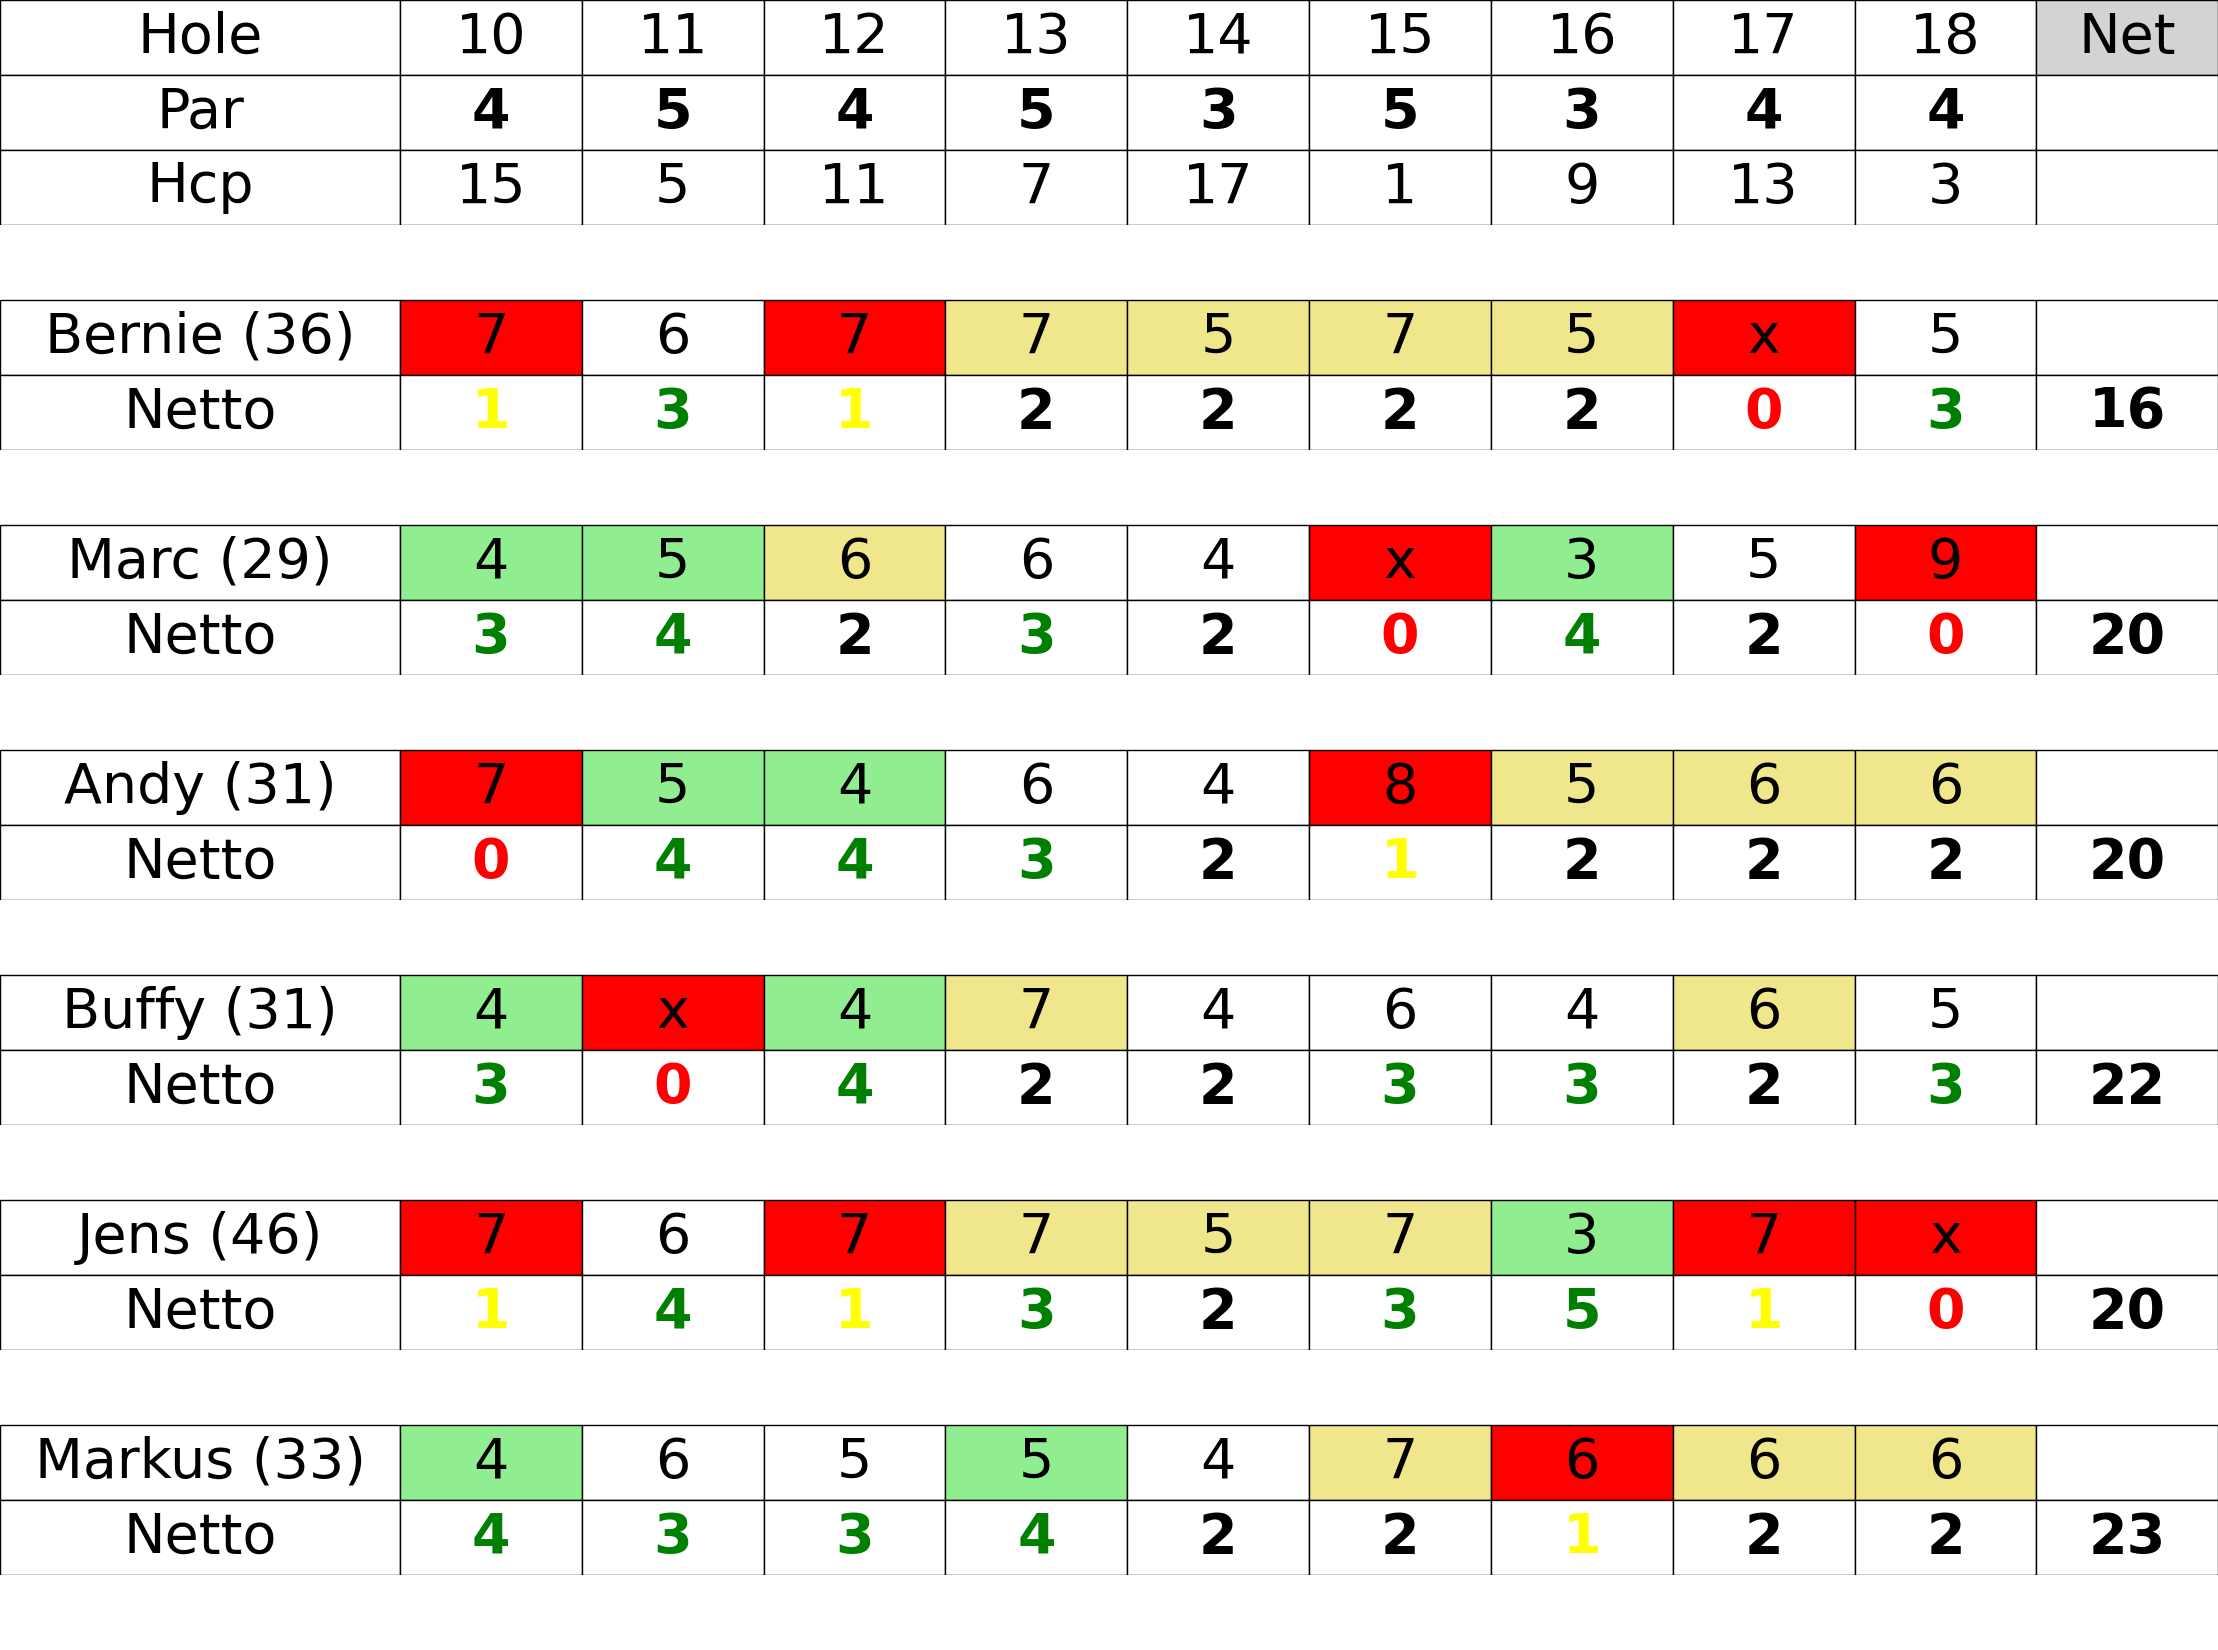 Hole 10 11 12 13 14 15 16 17 18 Net
Par 4 5 4 5 3 5 3 4 4
Hcp 15 5 11 7 17 1 9 13 3
Bernie (36) 7 6 7 7 5 7 5 x 5
Netto 1 3 1 2 2 2 2 0 3 16
Marc (29) 4 5 6 6 4 x 3 5 9
Netto 3 4 2 3 2 0 4 2 0 20
Andy (31) 7 5 4 6 4 8 5 6 6
Netto 0 4 4 3 2 1 2 2 2 20
Buffy (31) 4 x 4 7 4 6 4 6 5
Netto 3 0 4 2 2 3 3 2 3 22
Jens (46) 7 6 7 7 5 7 3 7 x
Netto 1 4 1 3 2 3 5 1 0 20
Markus (33) 4 6 5 5 4 7 6 6 6
Netto 4 3 3 4 2 2 1 2 2 23